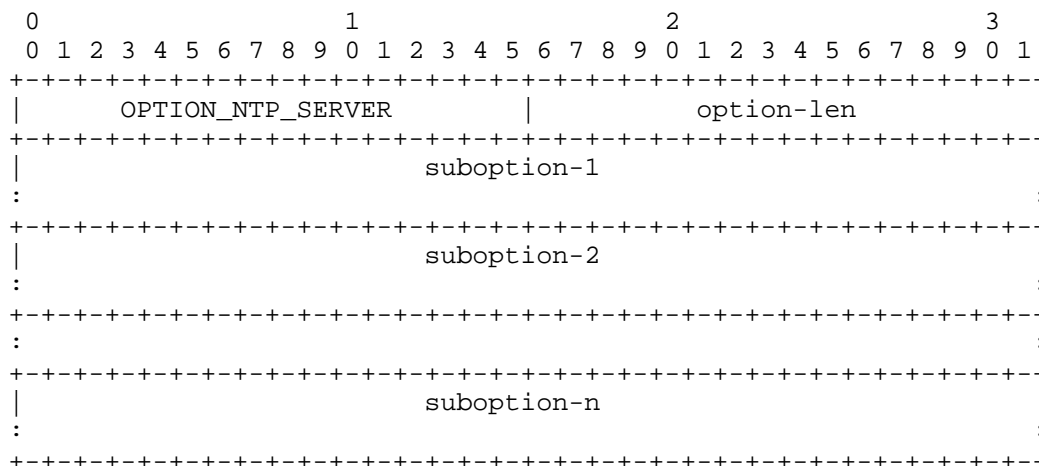 0                   1                   2                   3
 0 1 2 3 4 5 6 7 8 9 0 1 2 3 4 5 6 7 8 9 0 1 2 3 4 5 6 7 8 9 0 1
+-+-+-+-+-+-+-+-+-+-+-+-+-+-+-+-+-+-+-+-+-+-+-+-+-+-+-+-+-+-+-+--
|      OPTION_NTP_SERVER        |          option-len
+-+-+-+-+-+-+-+-+-+-+-+-+-+-+-+-+-+-+-+-+-+-+-+-+-+-+-+-+-+-+-+--
|                         suboption-1
:                                                               :
+-+-+-+-+-+-+-+-+-+-+-+-+-+-+-+-+-+-+-+-+-+-+-+-+-+-+-+-+-+-+-+--
|                         suboption-2
:                                                               :
+-+-+-+-+-+-+-+-+-+-+-+-+-+-+-+-+-+-+-+-+-+-+-+-+-+-+-+-+-+-+-+--
:                                                               :
+-+-+-+-+-+-+-+-+-+-+-+-+-+-+-+-+-+-+-+-+-+-+-+-+-+-+-+-+-+-+-+--
|                         suboption-n
:                                                               :
+-+-+-+-+-+-+-+-+-+-+-+-+-+-+-+-+-+-+-+-+-+-+-+-+-+-+-+-+-+-+-+--